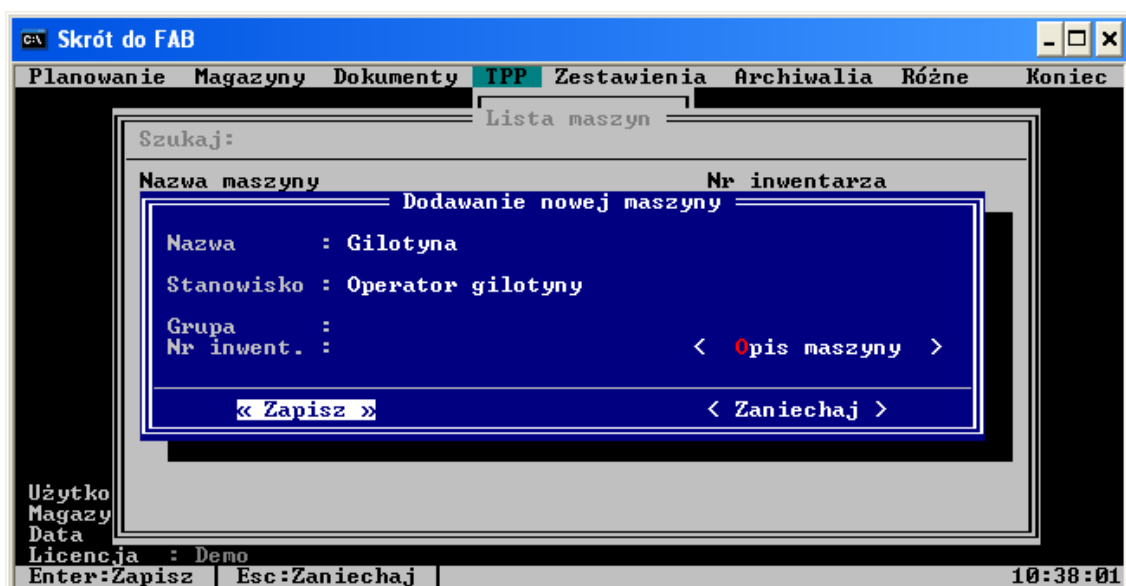 Skrót do FAB
Planowanie Magazyny Dokumenty TPP Zestawienia Archiwalia Różne Koniec
Lista maszyn
Szukaj:
Nazwa maszyny Nr inwentarza
Dodawanie nowej maszyny
Nazwa : Gilotyna
Stanowisko : Operator gilotyny
Grupa :
Nr inwent. : < Opis maszyny >
« Zapisz » < Zaniechaj >
Użytko
Magazy
Data
Licencja : Demo
Enter:Zapisz | Esc:Zaniechaj | 10:38:01